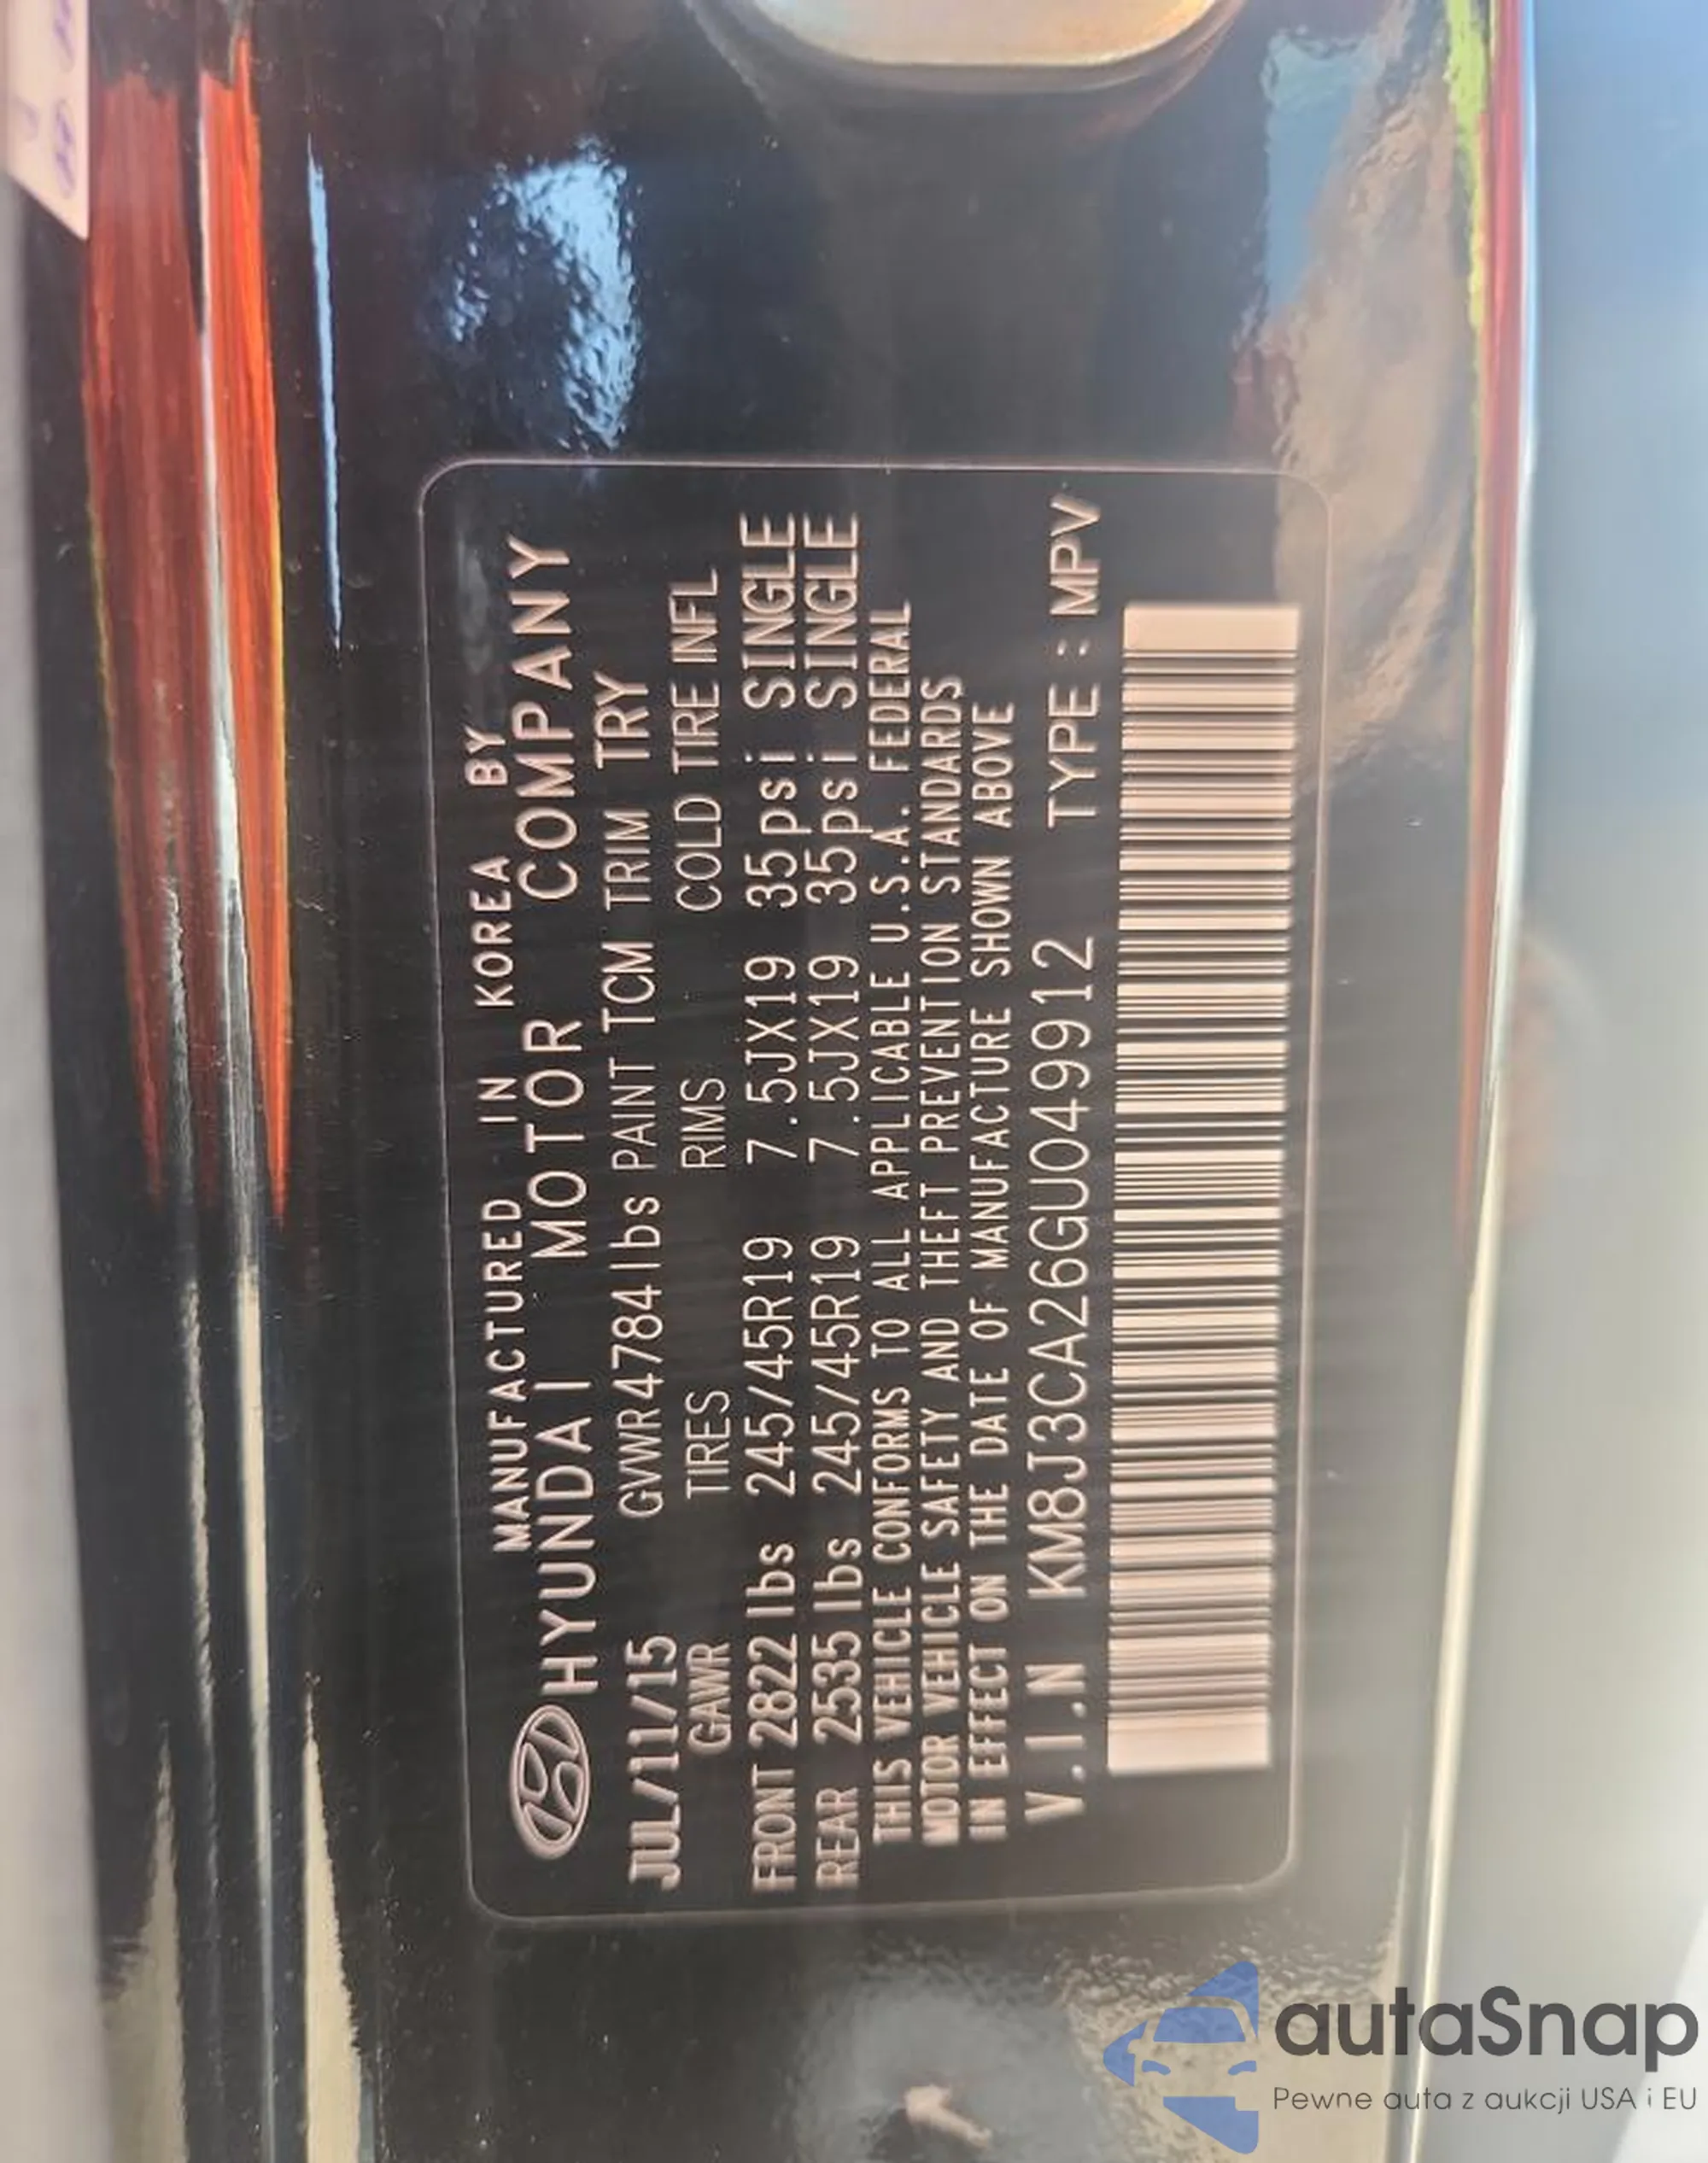 MANUFACTURED IN KOREA BY
HYUNDAI MOTOR COMPANY
JUL/11/15 GVWR4784lbs PAINT TCM TRIM TRY
GAWR TIRES RIMS COLD TIRE INFL
FRONT 2822 lbs 245/45R19 7.5JX19 35psi SINGLE
REAR 2535 lbs 245/45R19 7.5JX19 35psi SINGLE
THIS VEHICLE CONFORMS TO ALL APPLICABLE U.S.A. FEDERAL
MOTOR VEHICLE SAFETY AND THEFT PREVENTION STANDARDS
IN EFFECT ON THE DATE OF MANUFACTURE SHOWN ABOVE
V.I.N KM8J3CA26GU049912 TYPE : MPV
autaSnap
Pewne auta z aukcji USA i EU